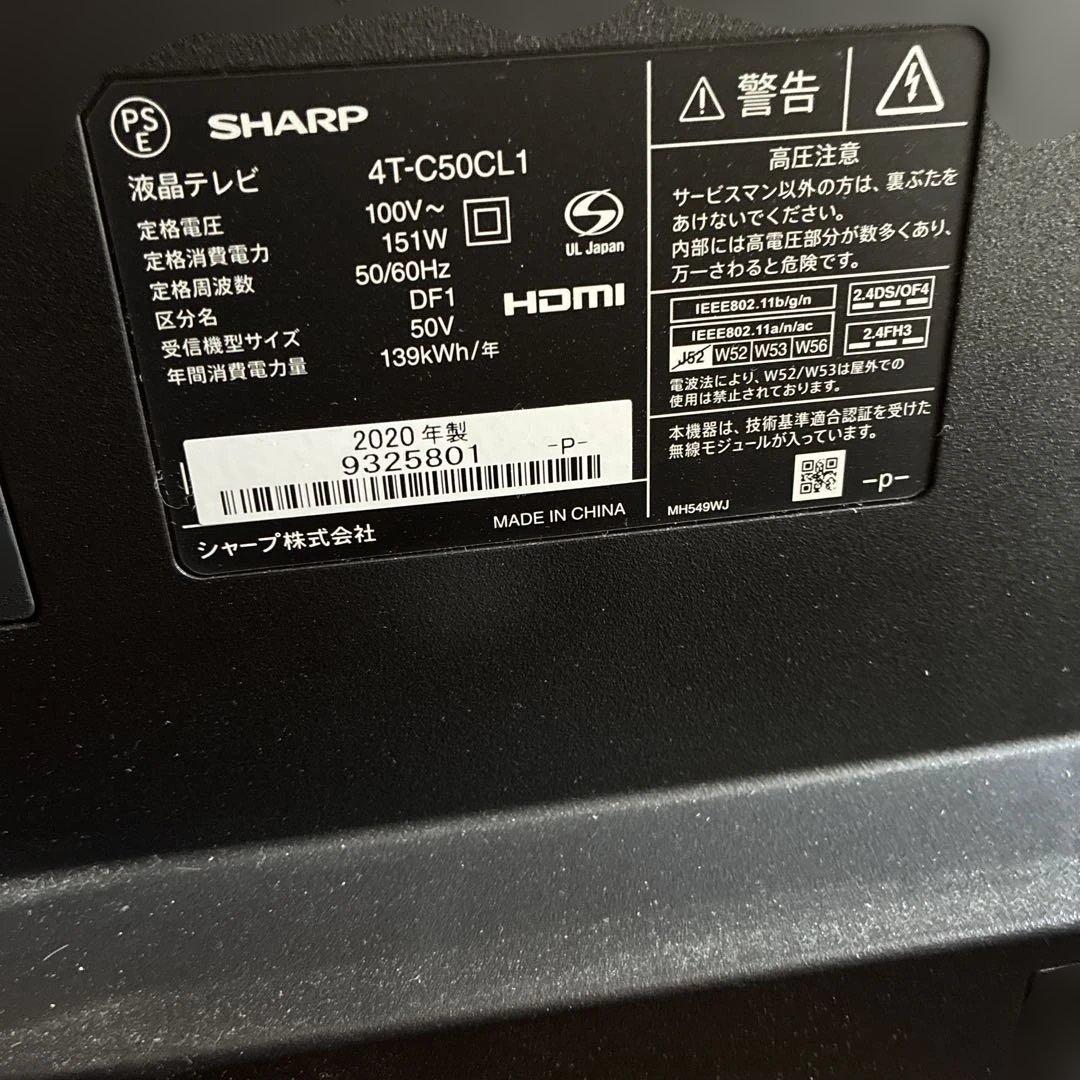 PSE SHARP
液晶テレビ 4T-C50CL1
定格電圧 100V～
定格消費電力 151W
定格周波数 50/60Hz
区分名 DF1
受信機型サイズ 50V
年間消費電力量 139kWh/年
UL Japan
HDMI
2020年製
9325801 -P-
シャープ株式会社 MADE IN CHINA
警告
高圧注意
サービスマン以外の方は、裏ぶたを
あけないでください。
内部には高電圧部分が数多くあり、
万一さわると危険です。
IEEE802.11b/g/n
IEEE802.11a/n/ac
J52 W52 W53 W56
2.4DS/OF4
2.4FH3
電波法により、W52/W53は屋外での
使用は禁止されております。
本機器は、技術基準適合認証を受けた
無線モジュールが入っています。
-p-
MH549WJ